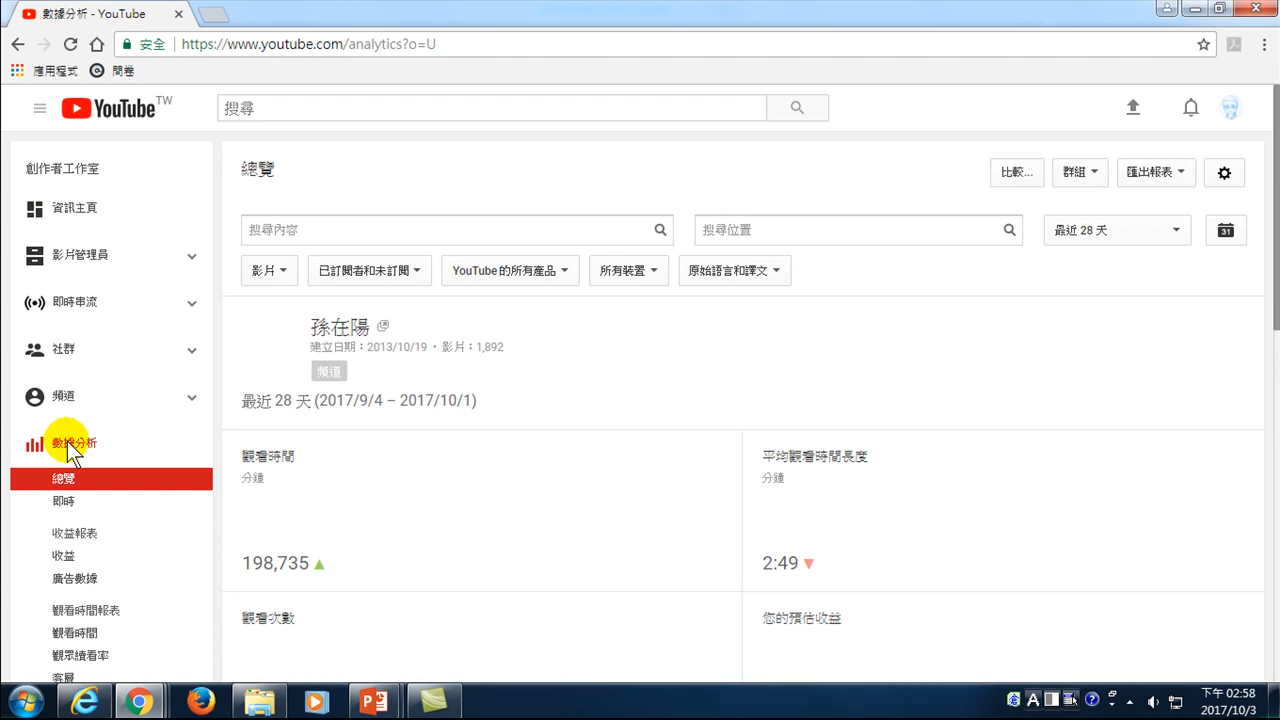 數據分析 - YouTube
安全 https://www.youtube.com/analytics?o=U
應用程式 問卷
YouTube TW
搜尋
創作者工作室
資訊主頁
影片管理員
即時串流
社群
頻道
數據分析
總覽
即時
收益報表
收益
廣告數據
觀看時間報表
觀看時間
觀眾續看率
客層
總覽
比較... 群組 匯出報表
搜尋內容 搜尋位置 最近 28 天 31
影片 已訂閱者和未訂閱 YouTube 的所有產品 所有裝置 原始語言和譯文
孫在陽
建立日期：2013/10/19 • 影片：1,892
頻道
最近 28 天 (2017/9/4 – 2017/10/1)
觀看時間
分鐘
198,735
平均觀看時間長度
分鐘
2:49
觀看次數
您的預估收益
下午 02:58
2017/10/3